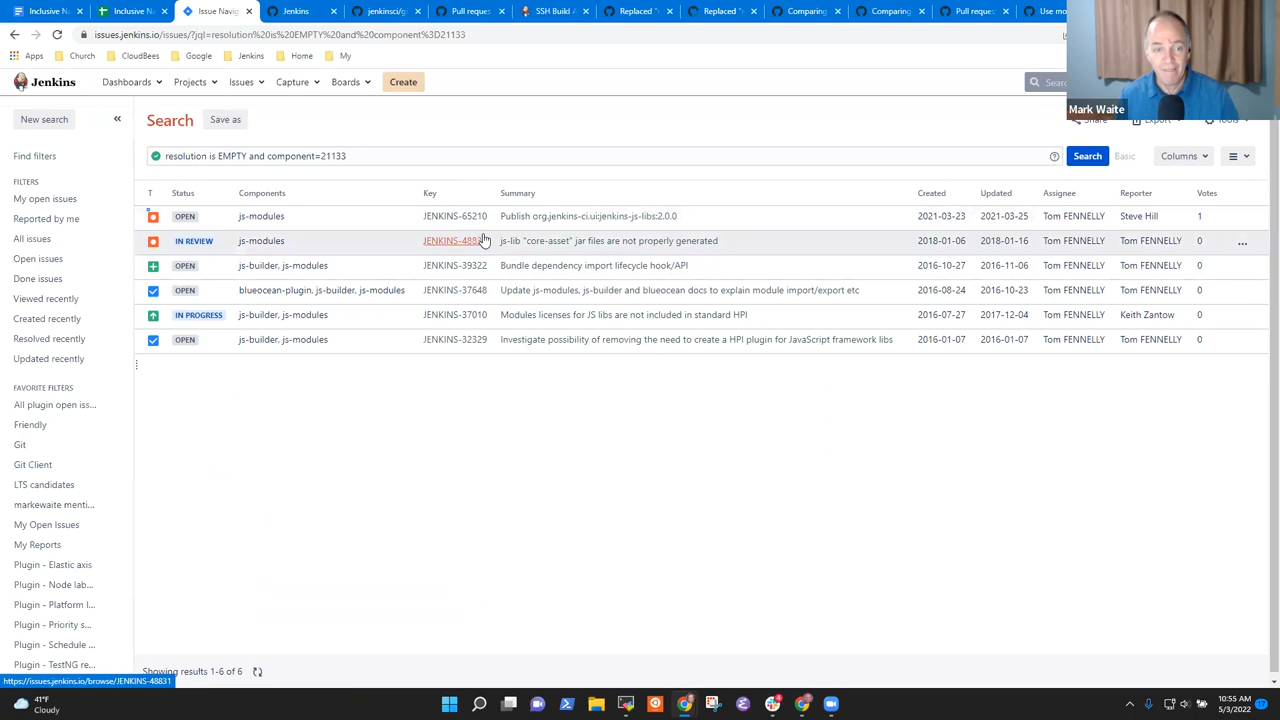 Inclusive N
Inclusive N
Issue Navig
Jenkins
jenkinsci/g
Pull reques
SSH Build A
Replaced "
Replaced "
Comparing
Comparing
Pull reques
Use mo
issues.jenkins.io/issues/?jql=resolution%20is%20EMPTY%20and%20component%3D21133
Apps Church CloudBees Google Jenkins Home My
Mark Waite
Jenkins Dashboards Projects Issues Capture Boards Create Searc
New search
Search Save as Share Export Tools
Find filters
resolution is EMPTY and component=21133
Search Basic Columns
FILTERS
My open issues
Reported by me
All issues
Open issues
Done issues
Viewed recently
Created recently
Resolved recently
Updated recently
FAVORITE FILTERS
All plugin open iss...
Friendly
Git
Git Client
LTS candidates
markewaite menti...
My Open Issues
My Reports
Plugin - Elastic axis
Plugin - Node lab...
Plugin - Platform l...
Plugin - Priority s...
Plugin - Schedule ...
Plugin - TestNG re...
T Status Components Key Summary Created Updated Assignee Reporter Votes
OPEN js-modules JENKINS-65210 Publish org.jenkins-ci.ui:jenkins-js-libs:2.0.0 2021-03-23 2021-03-25 Tom FENNELLY Steve Hill 1
IN REVIEW js-modules JENKINS-4883 js-lib "core-asset" jar files are not properly generated 2018-01-06 2018-01-16 Tom FENNELLY Tom FENNELLY 0 ...
OPEN js-builder, js-modules JENKINS-39322 Bundle dependency import lifecycle hook/API 2016-10-27 2016-11-06 Tom FENNELLY Tom FENNELLY 0
OPEN blueocean-plugin, js-builder, js-modules JENKINS-37648 Update js-modules, js-builder and blueocean docs to explain module import/export etc 2016-08-24 2016-10-23 Tom FENNELLY Tom FENNELLY 0
IN PROGRESS js-builder, js-modules JENKINS-37010 Modules licenses for JS libs are not included in standard HPI 2016-07-27 2017-12-04 Tom FENNELLY Keith Zantow 0
OPEN js-builder, js-modules JENKINS-32329 Investigate possibility of removing the need to create a HPI plugin for JavaScript framework libs 2016-01-07 2016-01-07 Tom FENNELLY Tom FENNELLY 0
Showing results 1-6 of 6
https://issues.jenkins.io/browse/JENKINS-48831
41°F
Cloudy
10:55 AM
5/3/2022
17